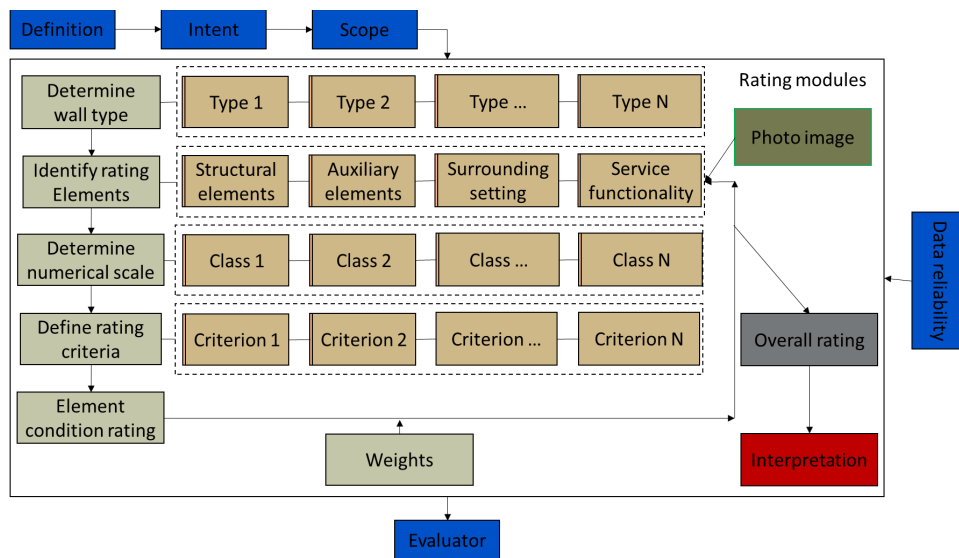 Definition
Intent
Scope
Rating modules
Determine
wall type
Type 1
Type 2
Type ...
Type N
Photo image
Identify rating
Elements
Structural
elements
Auxiliary
elements
Surrounding
setting
Service
functionality
Determine
numerical scale
Class 1
Class 2
Class ...
Class N
Data reliability
Define rating
criteria
Criterion 1
Criterion 2
Criterion ...
Criterion N
Overall rating
Element
condition rating
Weights
Interpretation
Evaluator